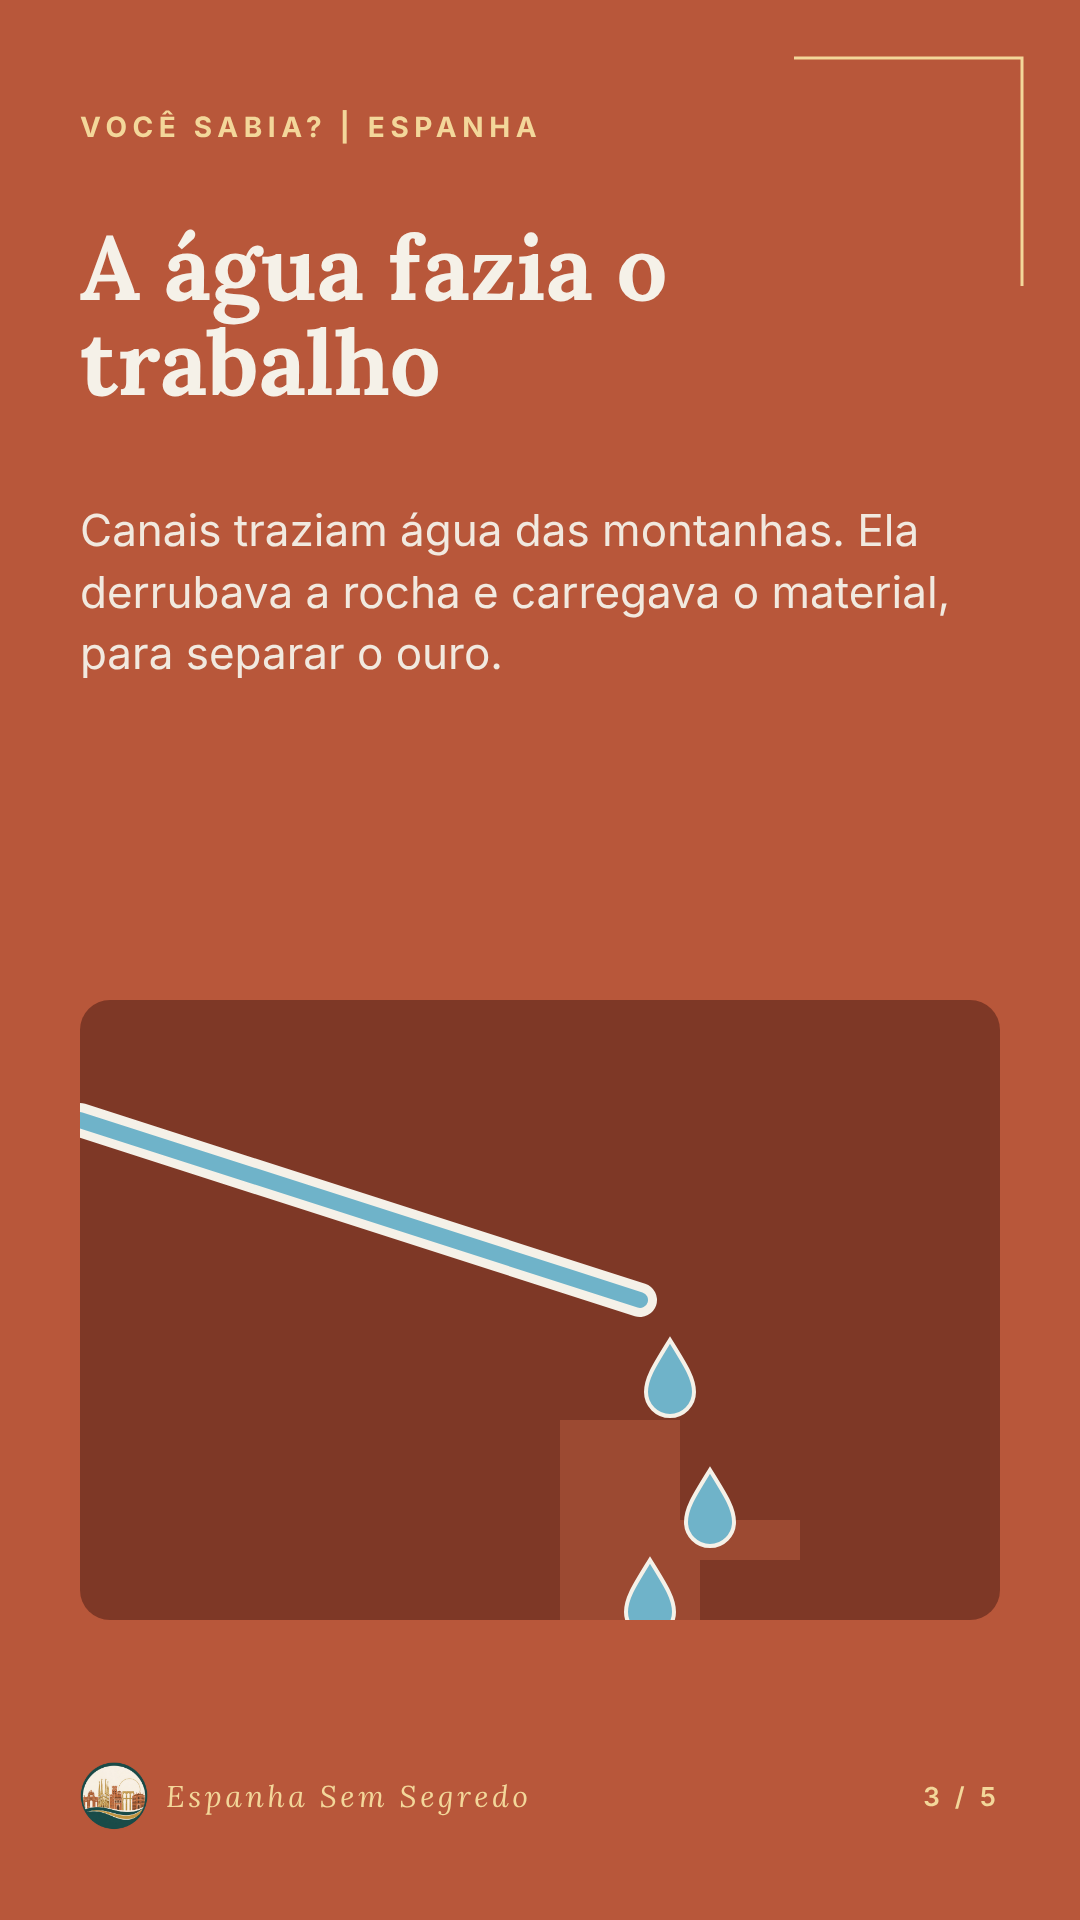 VOCÊ SABIA? | ESPANHA
A água fazia o
trabalho
Canais traziam água das montanhas. Ela
derrubava a rocha e carregava o material,
para separar o ouro.
Espanha Sem Segredo
3 / 5